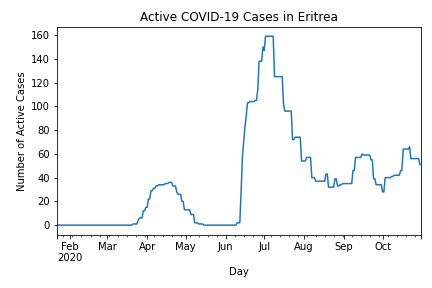 Active COVID-19 Cases in Eritrea
160
140
120
100
80
60
40
20
0
Number of Active Cases
Feb Mar Apr May Jun Jul Aug Sep Oct
2020
Day